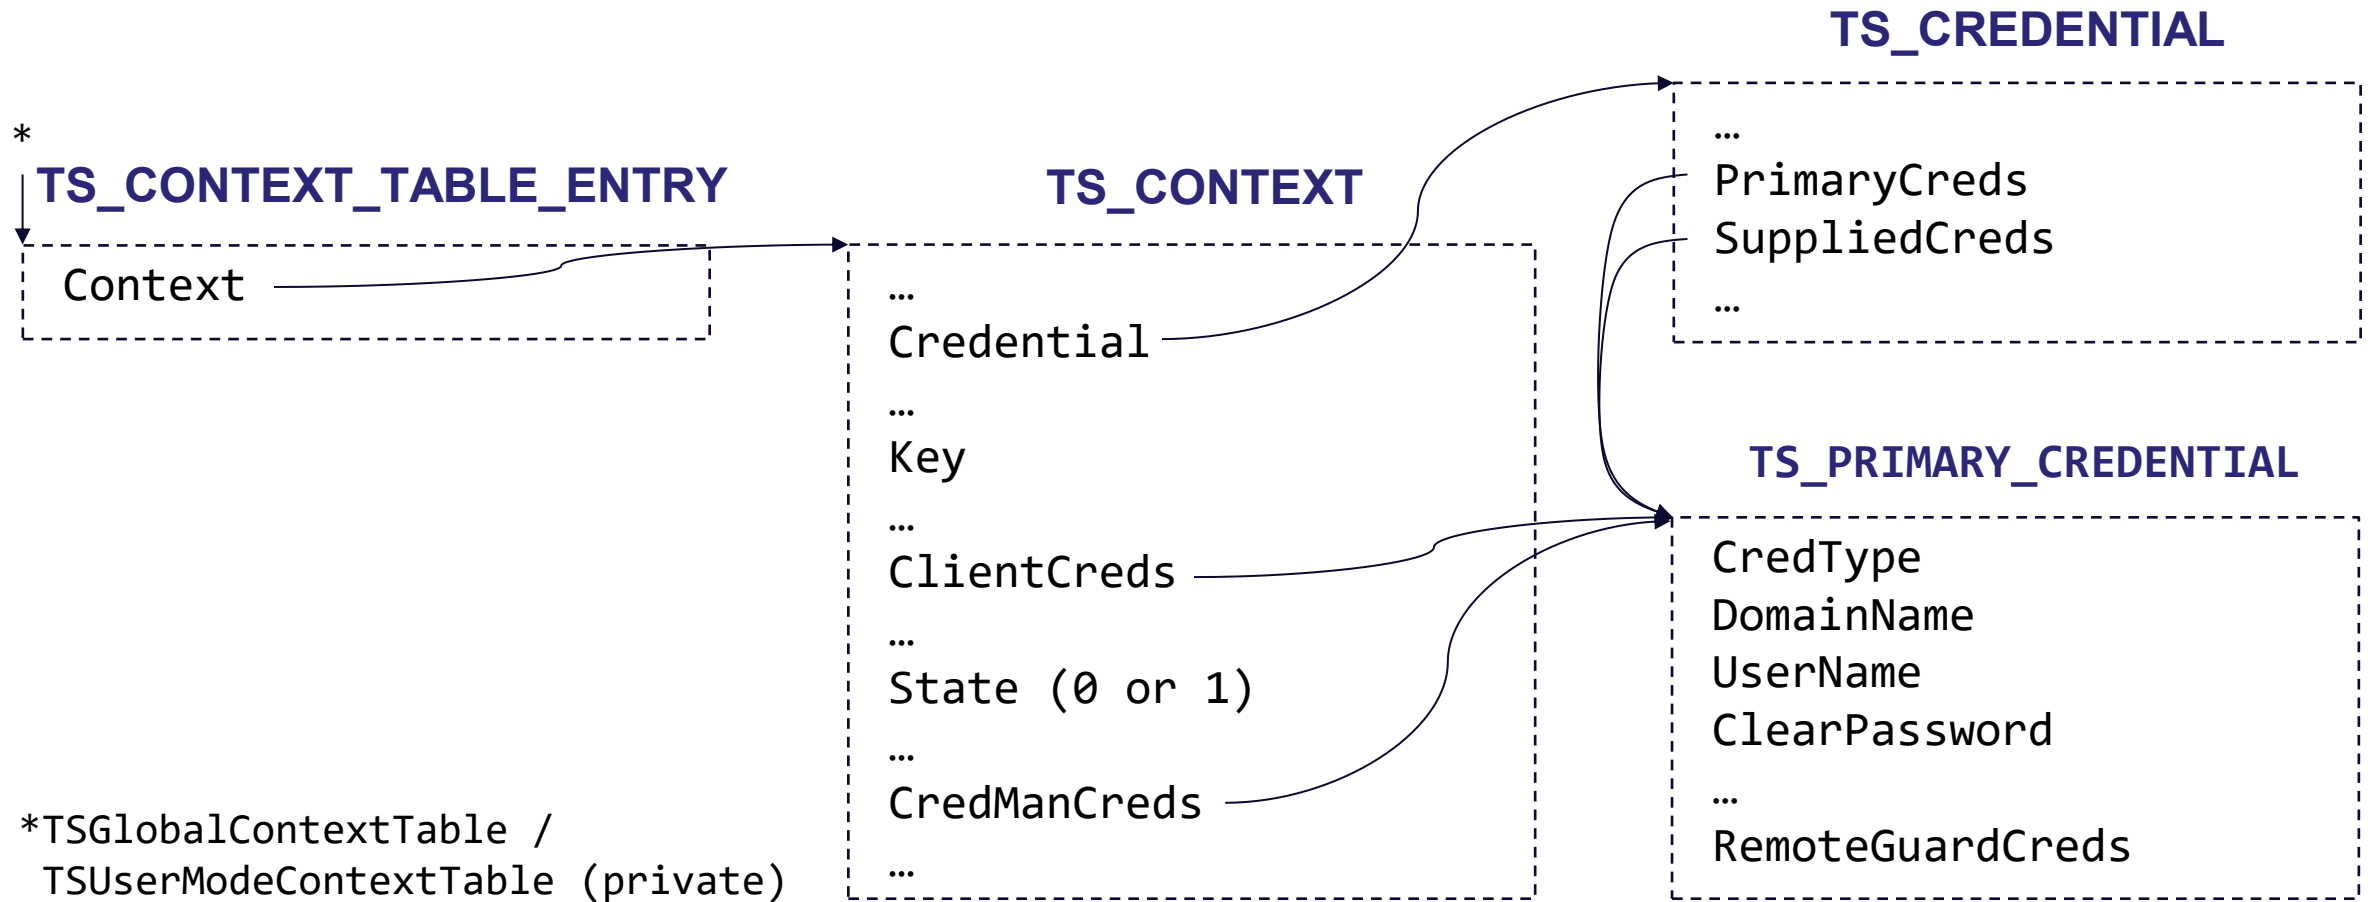 *
TS_CONTEXT_TABLE_ENTRY
Context
TS_CONTEXT
…
Credential
…
Key
…
ClientCreds
…
State (0 or 1)
…
CredManCreds
…
TS_CREDENTIAL
…
PrimaryCreds
SuppliedCreds
…
TS_PRIMARY_CREDENTIAL
CredType
DomainName
UserName
ClearPassword
…
RemoteGuardCreds
*TSGlobalContextTable /
TSUserModeContextTable (private)